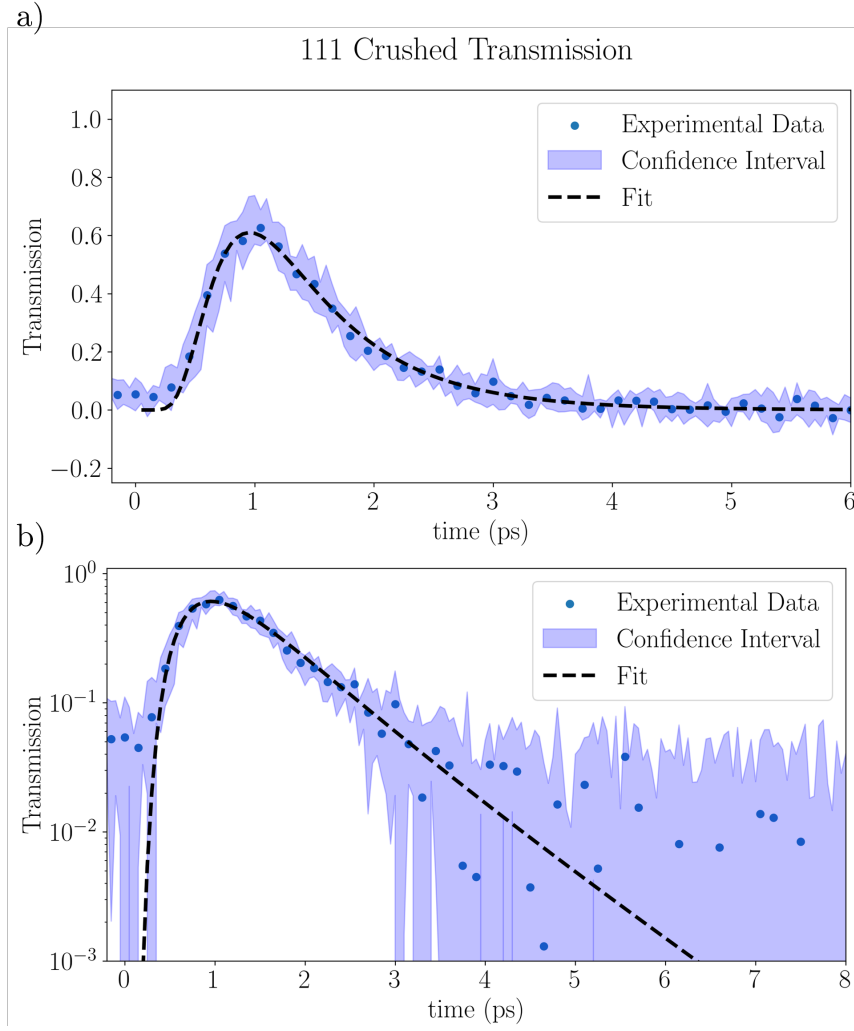 a)
111 Crushed Transmission
1.0
0.8
0.6
0.4
0.2
0.0
−0.2
Transmission
Experimental Data
Confidence Interval
Fit
0 1 2 3 4 5 6
time (ps)
b)
10⁰
10⁻¹
10⁻²
10⁻³
Transmission
Experimental Data
Confidence Interval
Fit
0 1 2 3 4 5 6 7 8
time (ps)